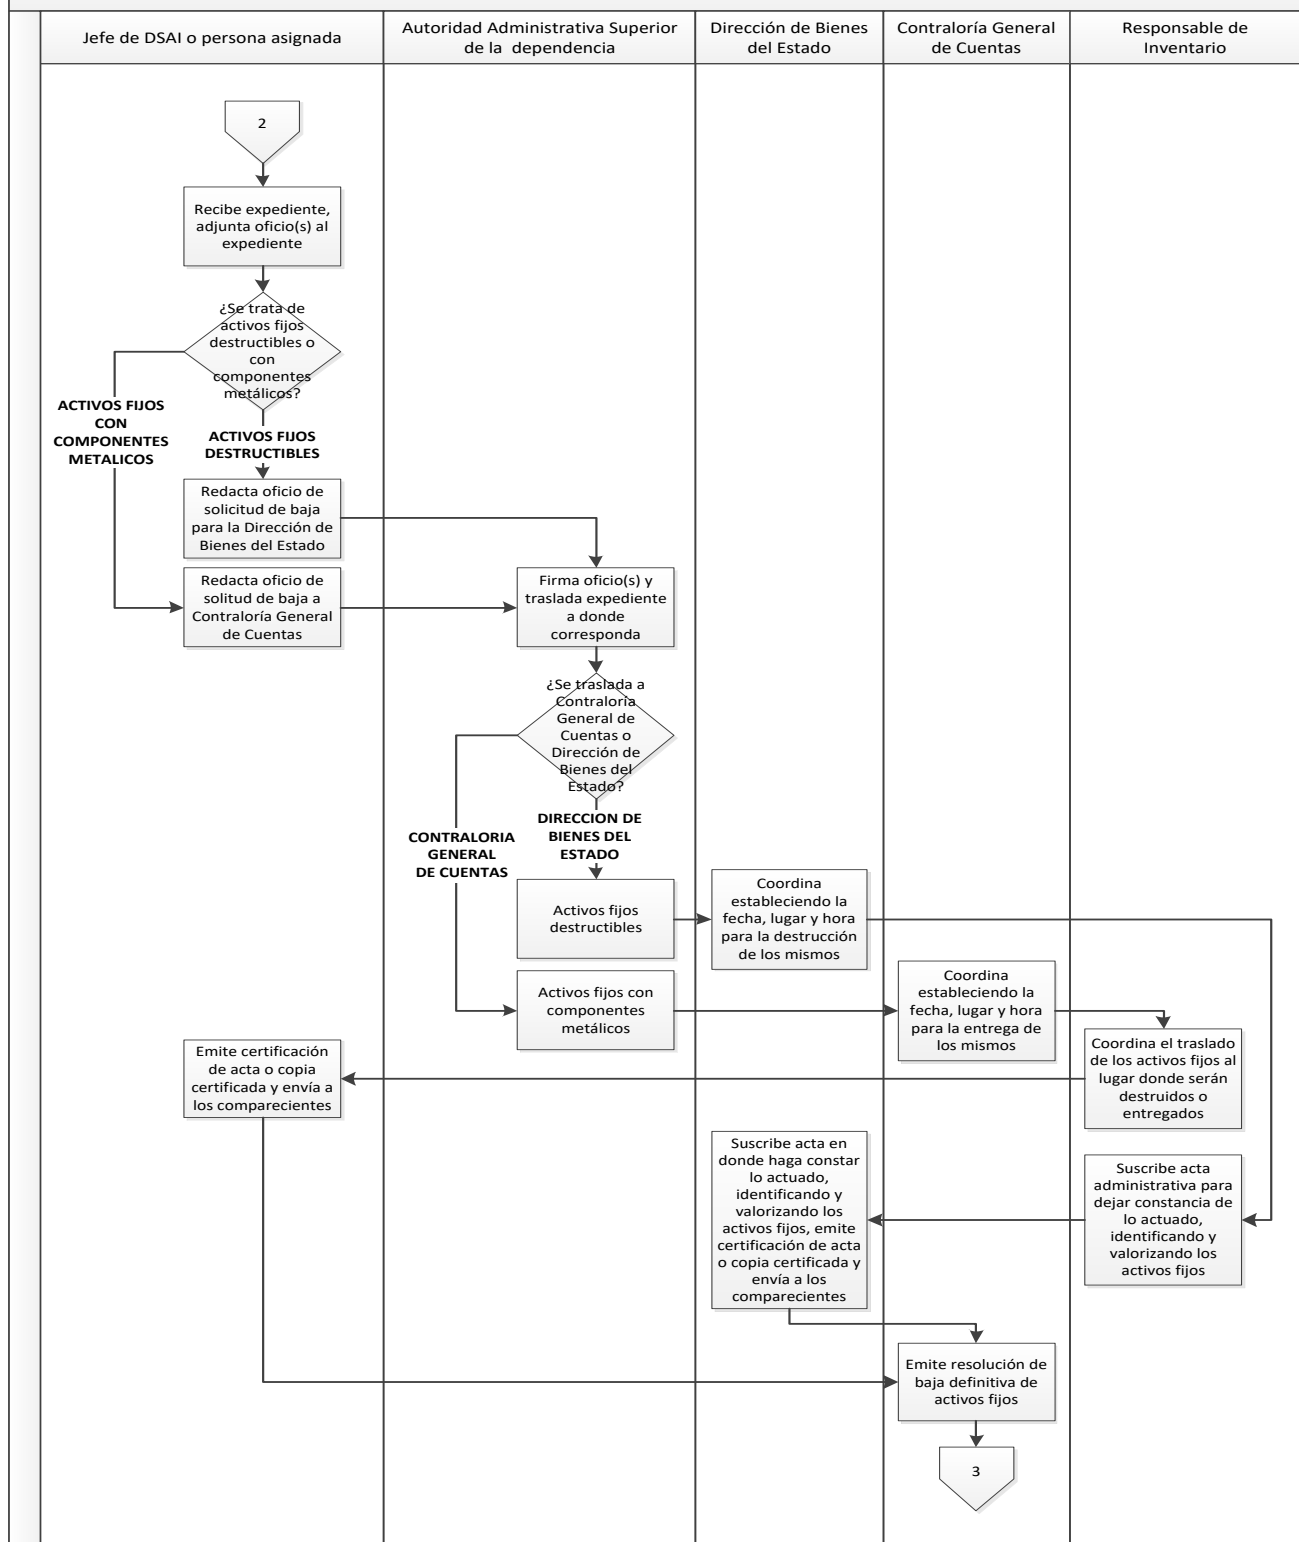 Jefe de DSAI o persona asignada
Autoridad Administrativa Superior
de la dependencia
Dirección de Bienes
del Estado
Contraloría General
de Cuentas
Responsable de
Inventario
2
Recibe expediente,
adjunta oficio(s) al
expediente
¿Se trata de
activos fijos
destructibles o
con
componentes
metálicos?
ACTIVOS FIJOS
CON
COMPONENTES
METALICOS
ACTIVOS FIJOS
DESTRUCTIBLES
Redacta oficio de
solicitud de baja
para la Dirección de
Bienes del Estado
Redacta oficio de
solitud de baja a
Contraloría General
de Cuentas
Firma oficio(s) y
traslada expediente
a donde
corresponda
¿Se traslada a
Contraloría
General de
Cuentas o
Dirección de
Bienes del
Estado?
CONTRALORIA
GENERAL
DE CUENTAS
DIRECCION DE
BIENES DEL
ESTADO
Activos fijos
destructibles
Coordina
estableciendo la
fecha, lugar y hora
para la destrucción
de los mismos
Activos fijos con
componentes
metálicos
Coordina
estableciendo la
fecha, lugar y hora
para la entrega de
los mismos
Coordina el traslado
de los activos fijos al
lugar donde serán
destruidos o
entregados
Emite certificación
de acta o copia
certificada y envía a
los comparecientes
Suscribe acta
administrativa para
dejar constancia de
lo actuado,
identificando y
valorizando los
activos fijos
Suscribe acta en
donde haga constar
lo actuado,
identificando y
valorizando los
activos fijos, emite
certificación de acta
o copia certificada y
envía a los
comparecientes
Emite resolución de
baja definitiva de
activos fijos
3